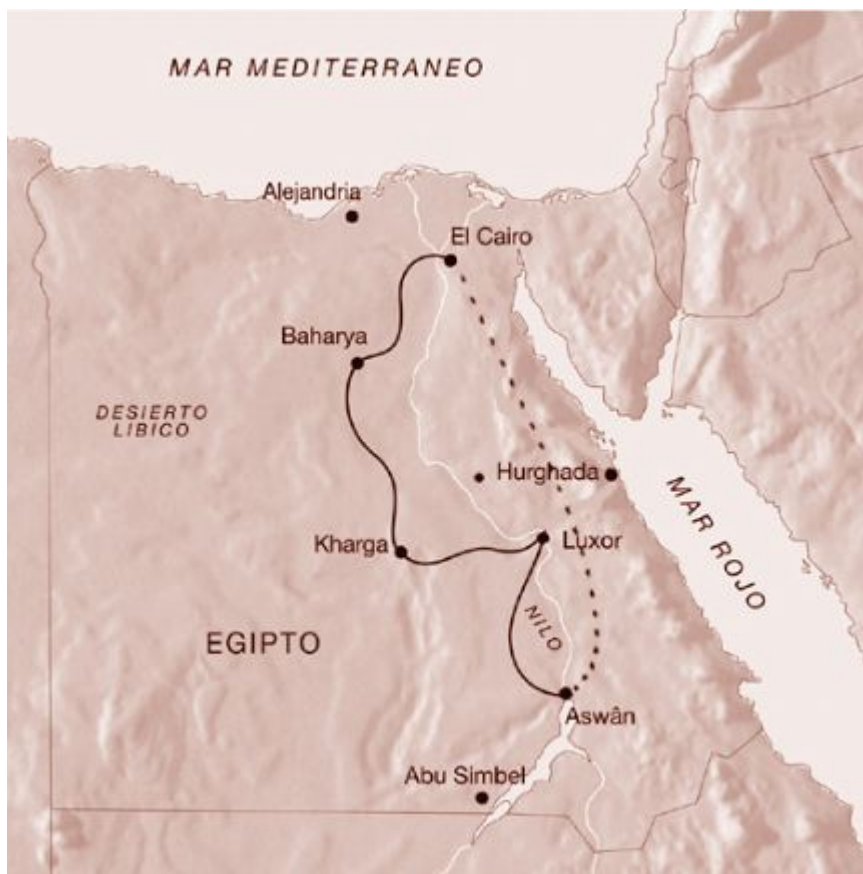 MAR MEDITERRANEO
Alejandria
El Cairo
Baharya
DESIERTO
LIBICO
Hurghada
MAR ROJO
Kharga
Luxor
NILO
EGIPTO
Aswân
Abu Simbel